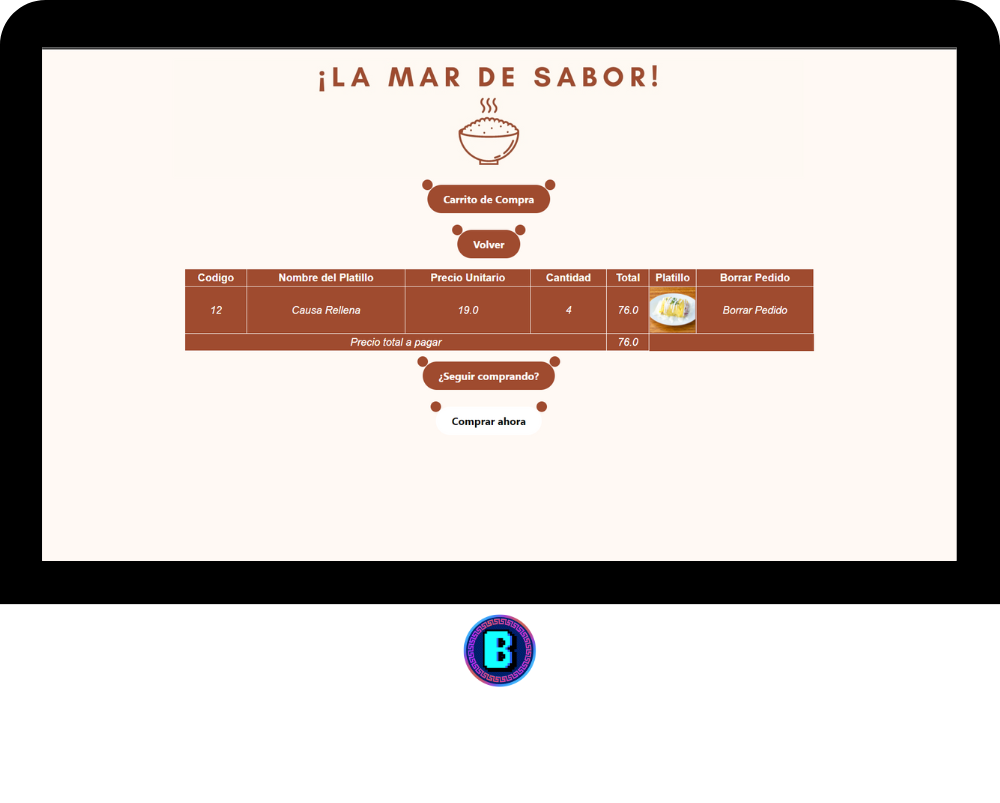 ¡LA MAR DE SABOR!
Carrito de Compra
Volver
Codigo Nombre del Platillo Precio Unitario Cantidad Total Platillo Borrar Pedido
12 Causa Rellena 19.0 4 76.0 Borrar Pedido
Precio total a pagar 76.0
¿Seguir comprando?
Comprar ahora
B